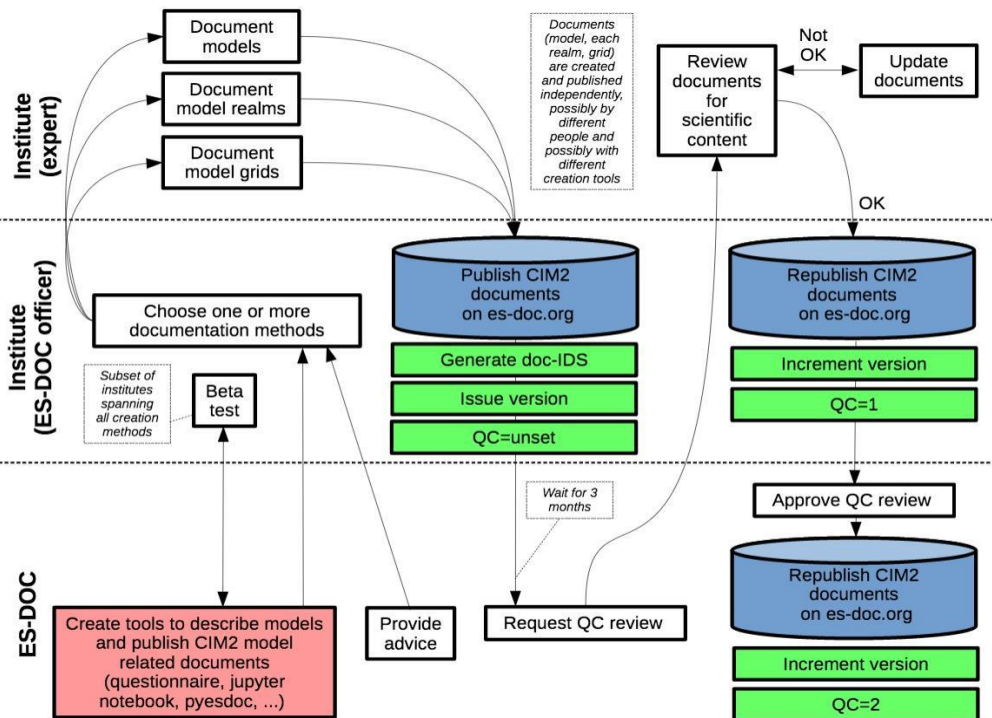 Institute
(expert)
Document
models
Document
model realms
Document
model grids
Documents
(model, each
realm, grid)
are created
and published
independently,
possibly by
different
people and
possibly with
different
creation tools
Review
documents
for
scientific
content
Not
OK
Update
documents
OK
Institute
(ES-DOC officer)
Choose one or more
documentation methods
Subset of
institutes
spanning
all creation
methods
Beta
test
Publish CIM2
documents
on es-doc.org
Generate doc-IDS
Issue version
QC=unset
Republish CIM2
documents
on es-doc.org
Increment version
QC=1
ES-DOC
Create tools to describe models
and publish CIM2 model
related documents
(questionnaire, jupyter
notebook, pyesdoc, ...)
Provide
advice
Wait for 3
months
Request QC review
Approve QC review
Republish CIM2
documents
on es-doc.org
Increment version
QC=2